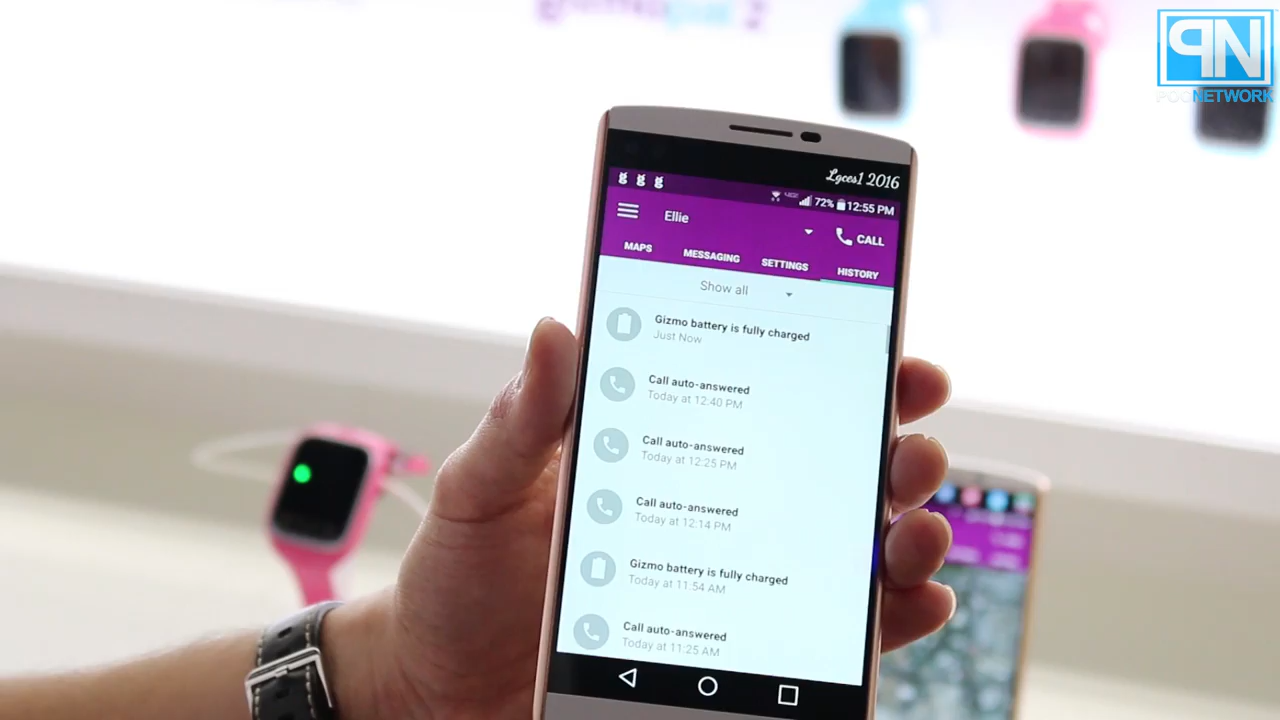 PN
POCNETWORK
Lgces1 2016
72% 12:55 PM
Ellie
CALL
MAPS
MESSAGING
SETTINGS
HISTORY
Show all
Gizmo battery is fully charged
Just Now
Call auto-answered
Today at 12:40 PM
Call auto-answered
Today at 12:25 PM
Call auto-answered
Today at 12:14 PM
Gizmo battery is fully charged
Today at 11:54 AM
Call auto-answered
Today at 11:25 AM